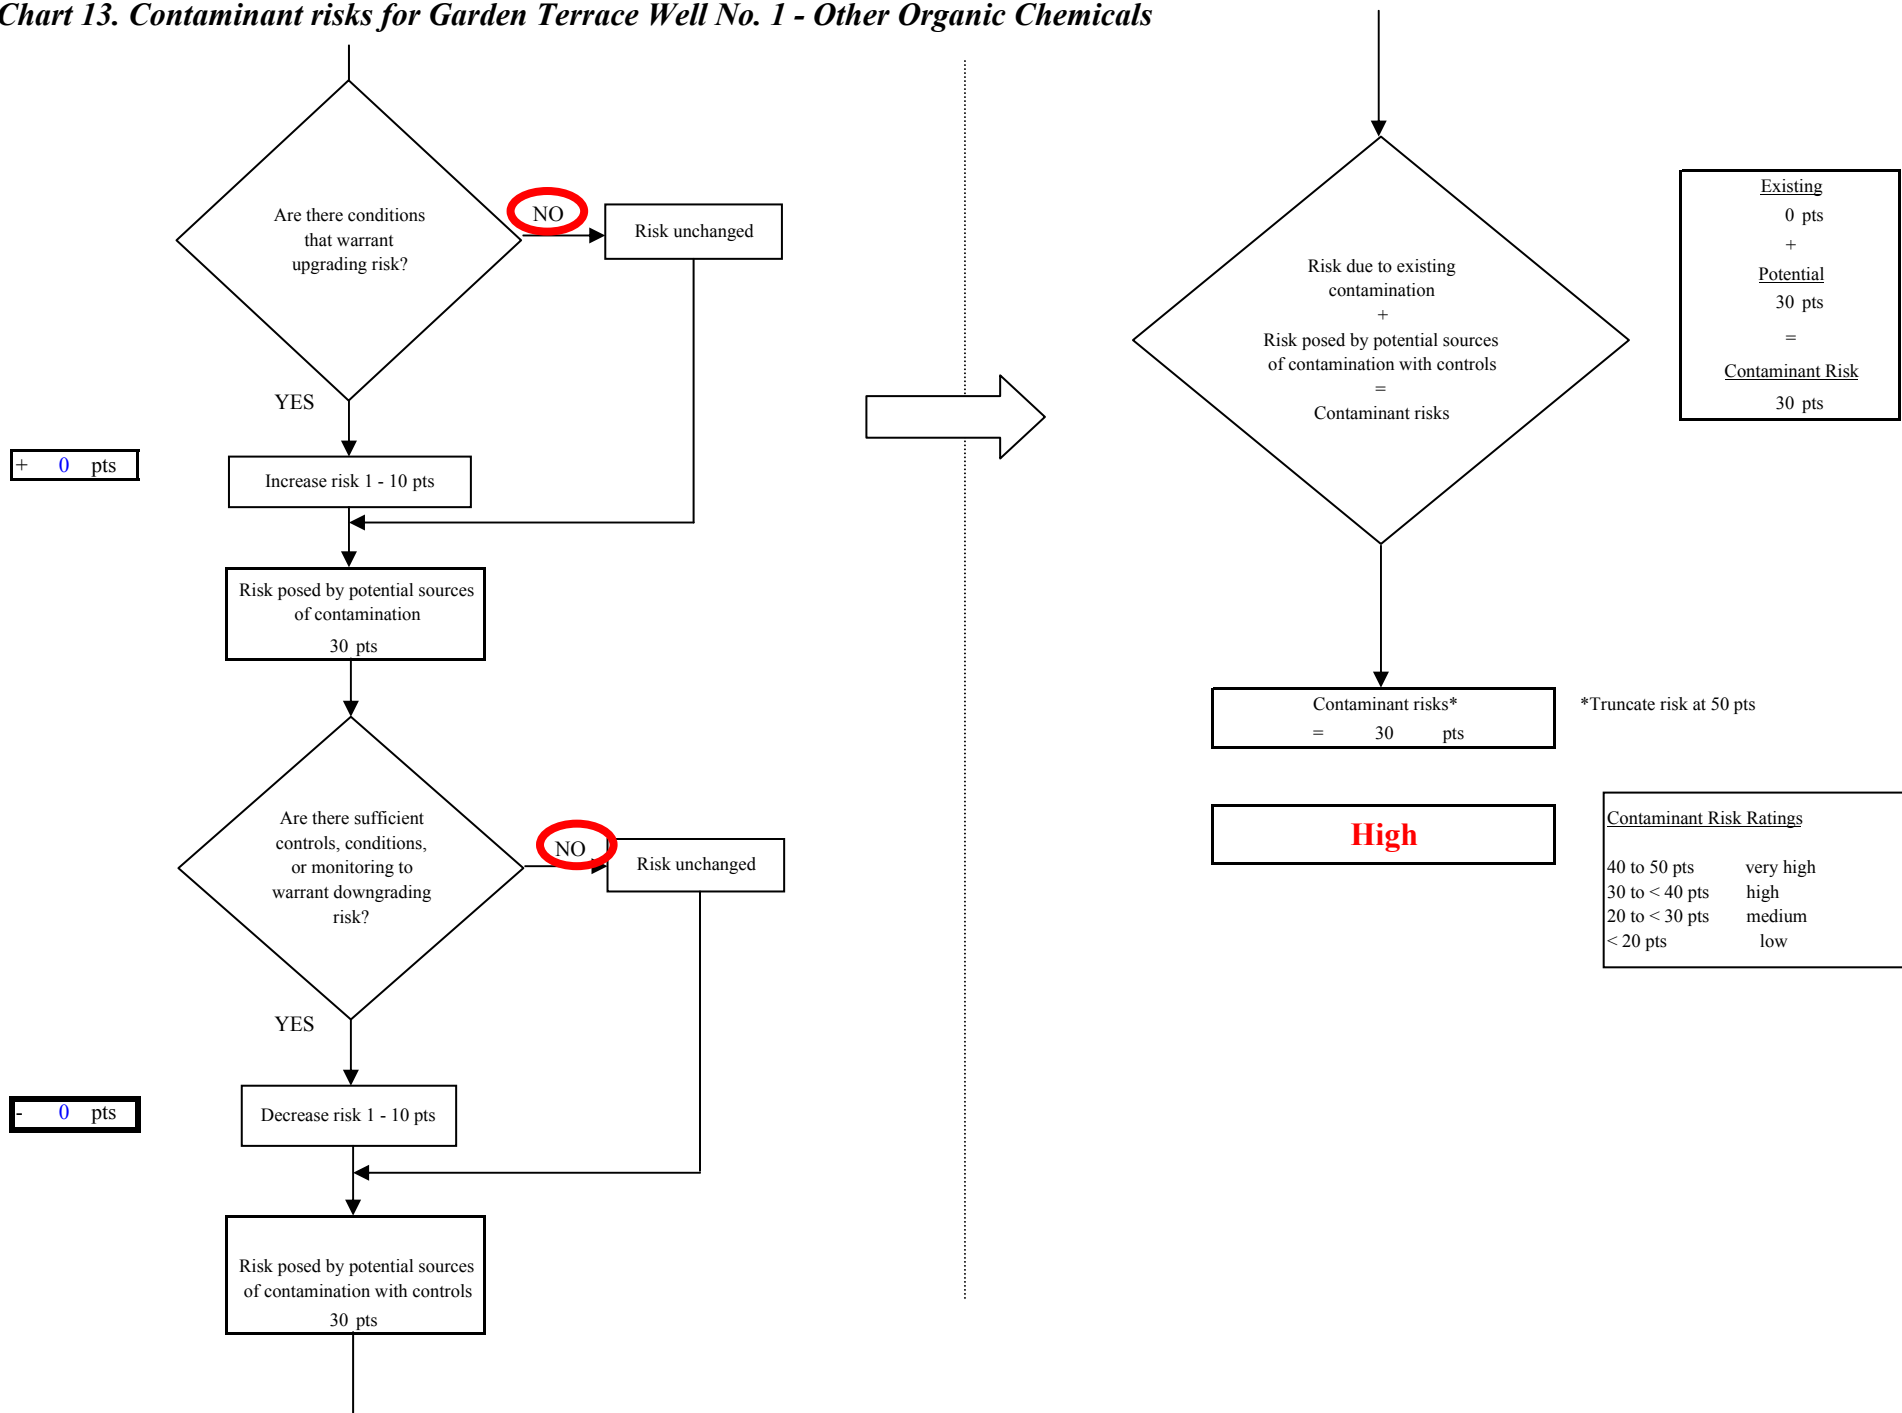 Chart 13. Contaminant risks for Garden Terrace Well No. 1 - Other Organic Chemicals
Are there conditions
that warrant
upgrading risk?
NO
Risk unchanged
YES
+ 0 pts
Increase risk 1 - 10 pts
Risk posed by potential sources
of contamination
30 pts
Are there sufficient
controls, conditions,
or monitoring to
warrant downgrading
risk?
NO
Risk unchanged
YES
- 0 pts
Decrease risk 1 - 10 pts
Risk posed by potential sources
of contamination with controls
30 pts
Risk due to existing
contamination
+
Risk posed by potential sources
of contamination with controls
=
Contaminant risks
Existing
0 pts
+
Potential
30 pts
=
Contaminant Risk
30 pts
Contaminant risks*
= 30 pts
*Truncate risk at 50 pts
High
Contaminant Risk Ratings
40 to 50 pts very high
30 to < 40 pts high
20 to < 30 pts medium
< 20 pts low